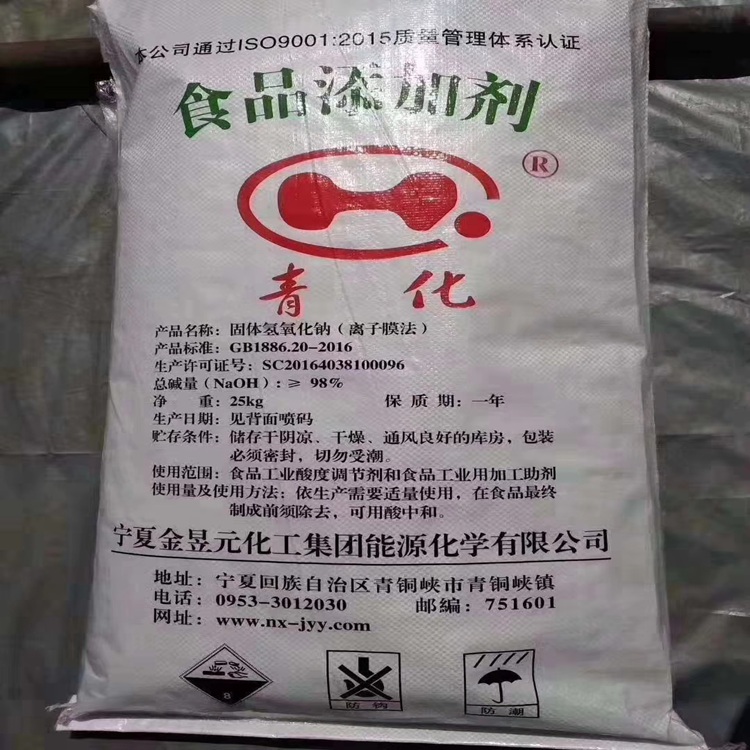 本公司通过ISO9001:2015质量管理体系认证
食品添加剂
®
青化
产品名称：固体氢氧化钠（离子膜法）
产品标准：GB1886.20-2016
生产许可证号：SC20164038100096
总碱量（NaOH）：≥ 98%
净 重：25kg 保 质 期：一年
生产日期：见背面喷码
贮存条件：储存于阴凉、干燥、通风良好的库房，包装
必须密封，切勿受潮。
使用范围：食品工业酸度调节剂和食品工业用加工助剂
使用量及使用方法：依生产需要适量使用，在食品最终
制成前须除去，可用酸中和。
宁夏金昱元化工集团能源化学有限公司
地址：宁夏回族自治区青铜峡市青铜峡镇
电话：0953-3012030 邮编：751601
网址：www.nx-jyy.com
8
防钩
防潮